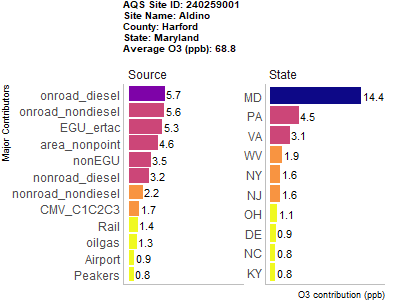 AQS Site ID: 240259001
Site Name: Aldino
County: Harford
State: Maryland
Average O3 (ppb): 68.8
Major Contributors
Source
onroad_diesel 5.7
onroad_nondiesel 5.6
EGU_ertac 5.3
area_nonpoint 4.6
nonEGU 3.5
nonroad_diesel 3.2
nonroad_nondiesel 2.2
CMV_C1C2C3 1.7
Rail 1.4
oilgas 1.3
Airport 0.9
Peakers 0.8
State
MD 14.4
PA 4.5
VA 3.1
WV 1.9
NY 1.6
NJ 1.6
OH 1.1
DE 0.9
NC 0.8
KY 0.8
O3 contribution (ppb)